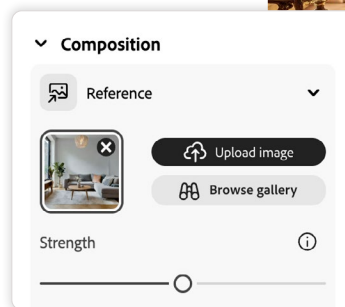 Composition
Reference
Upload image
Browse gallery
Strength